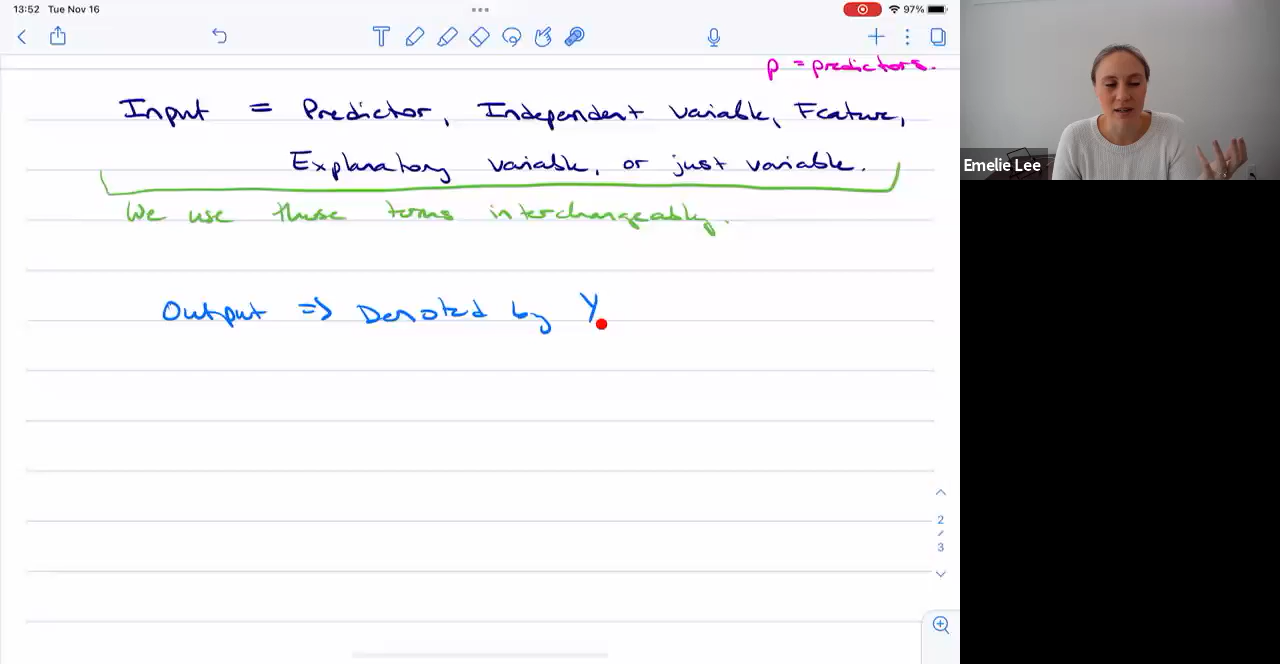 13:52 Tue Nov 16
97%
p = predictors.
Input = Predictor, Independent variable, Feature,
Explanatory variable, or just variable.
We use these terms interchangeably.
Output => Denoted by Y
Emelie Lee
2
/
3